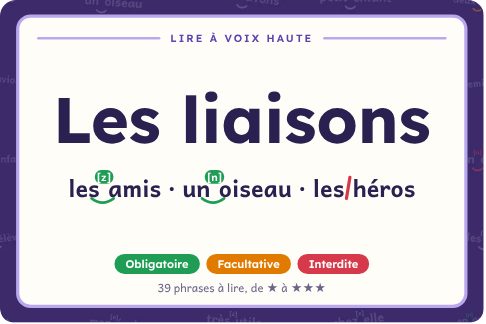 LIRE À VOIX HAUTE
Les liaisons
[z] [n]
les amis · un oiseau · les/héros
Obligatoire Facultative Interdite
39 phrases à lire, de ★ à ★★★